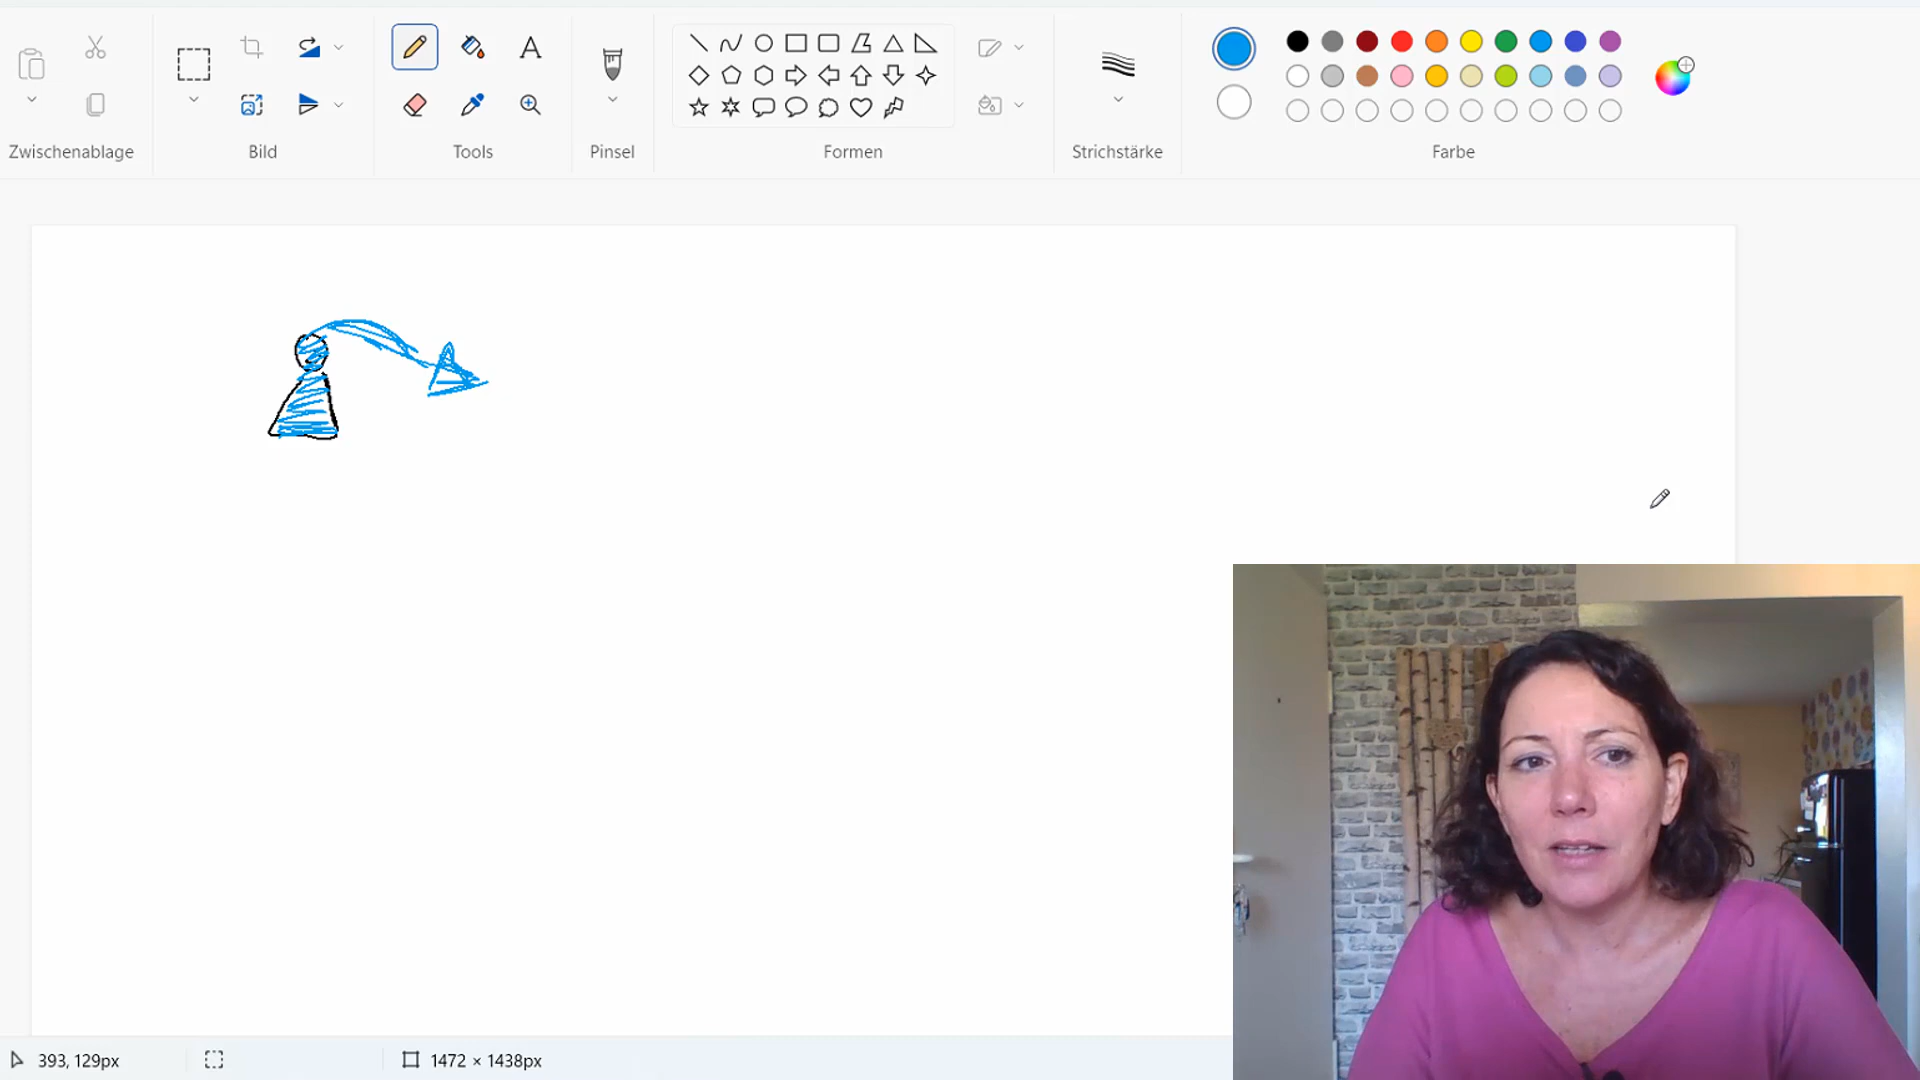 Zwischenablage
Bild
Tools
Pinsel
Formen
Strichstärke
Farbe
393, 129px
1472 × 1438px